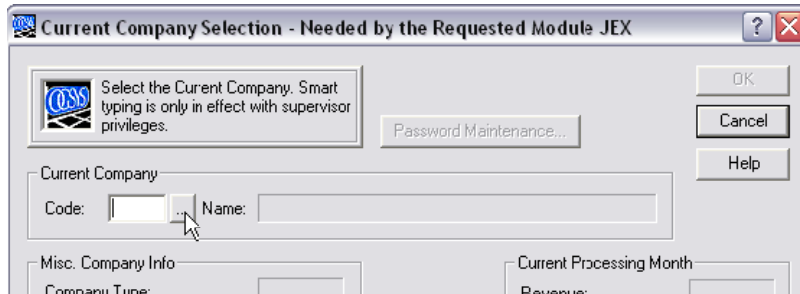 Current Company Selection - Needed by the Requested Module JEX
Select the Curent Company. Smart
typing is only in effect with supervisor
privileges.
Password Maintenance...
OK
Cancel
Help
Current Company
Code:
...
Name:
Misc. Company Info
Company Type:
Current Processing Month
Revenue: